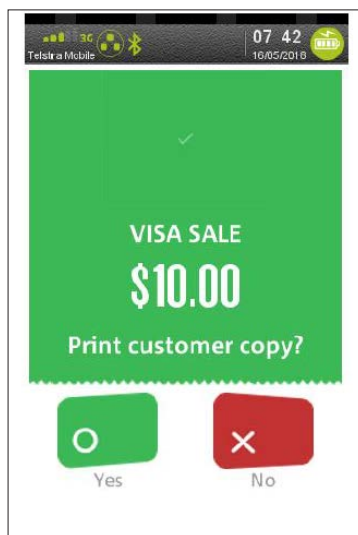 3G
07 42
Telstra Mobile
16/05/2018
VISA SALE
$10.00
Print customer copy?
Yes
No